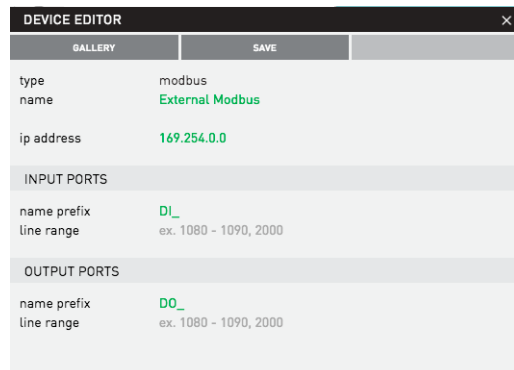 DEVICE EDITOR ×
GALLERY SAVE
type modbus
name External Modbus
ip address 169.254.0.0
INPUT PORTS
name prefix DI_
line range ex. 1080 - 1090, 2000
OUTPUT PORTS
name prefix DO_
line range ex. 1080 - 1090, 2000